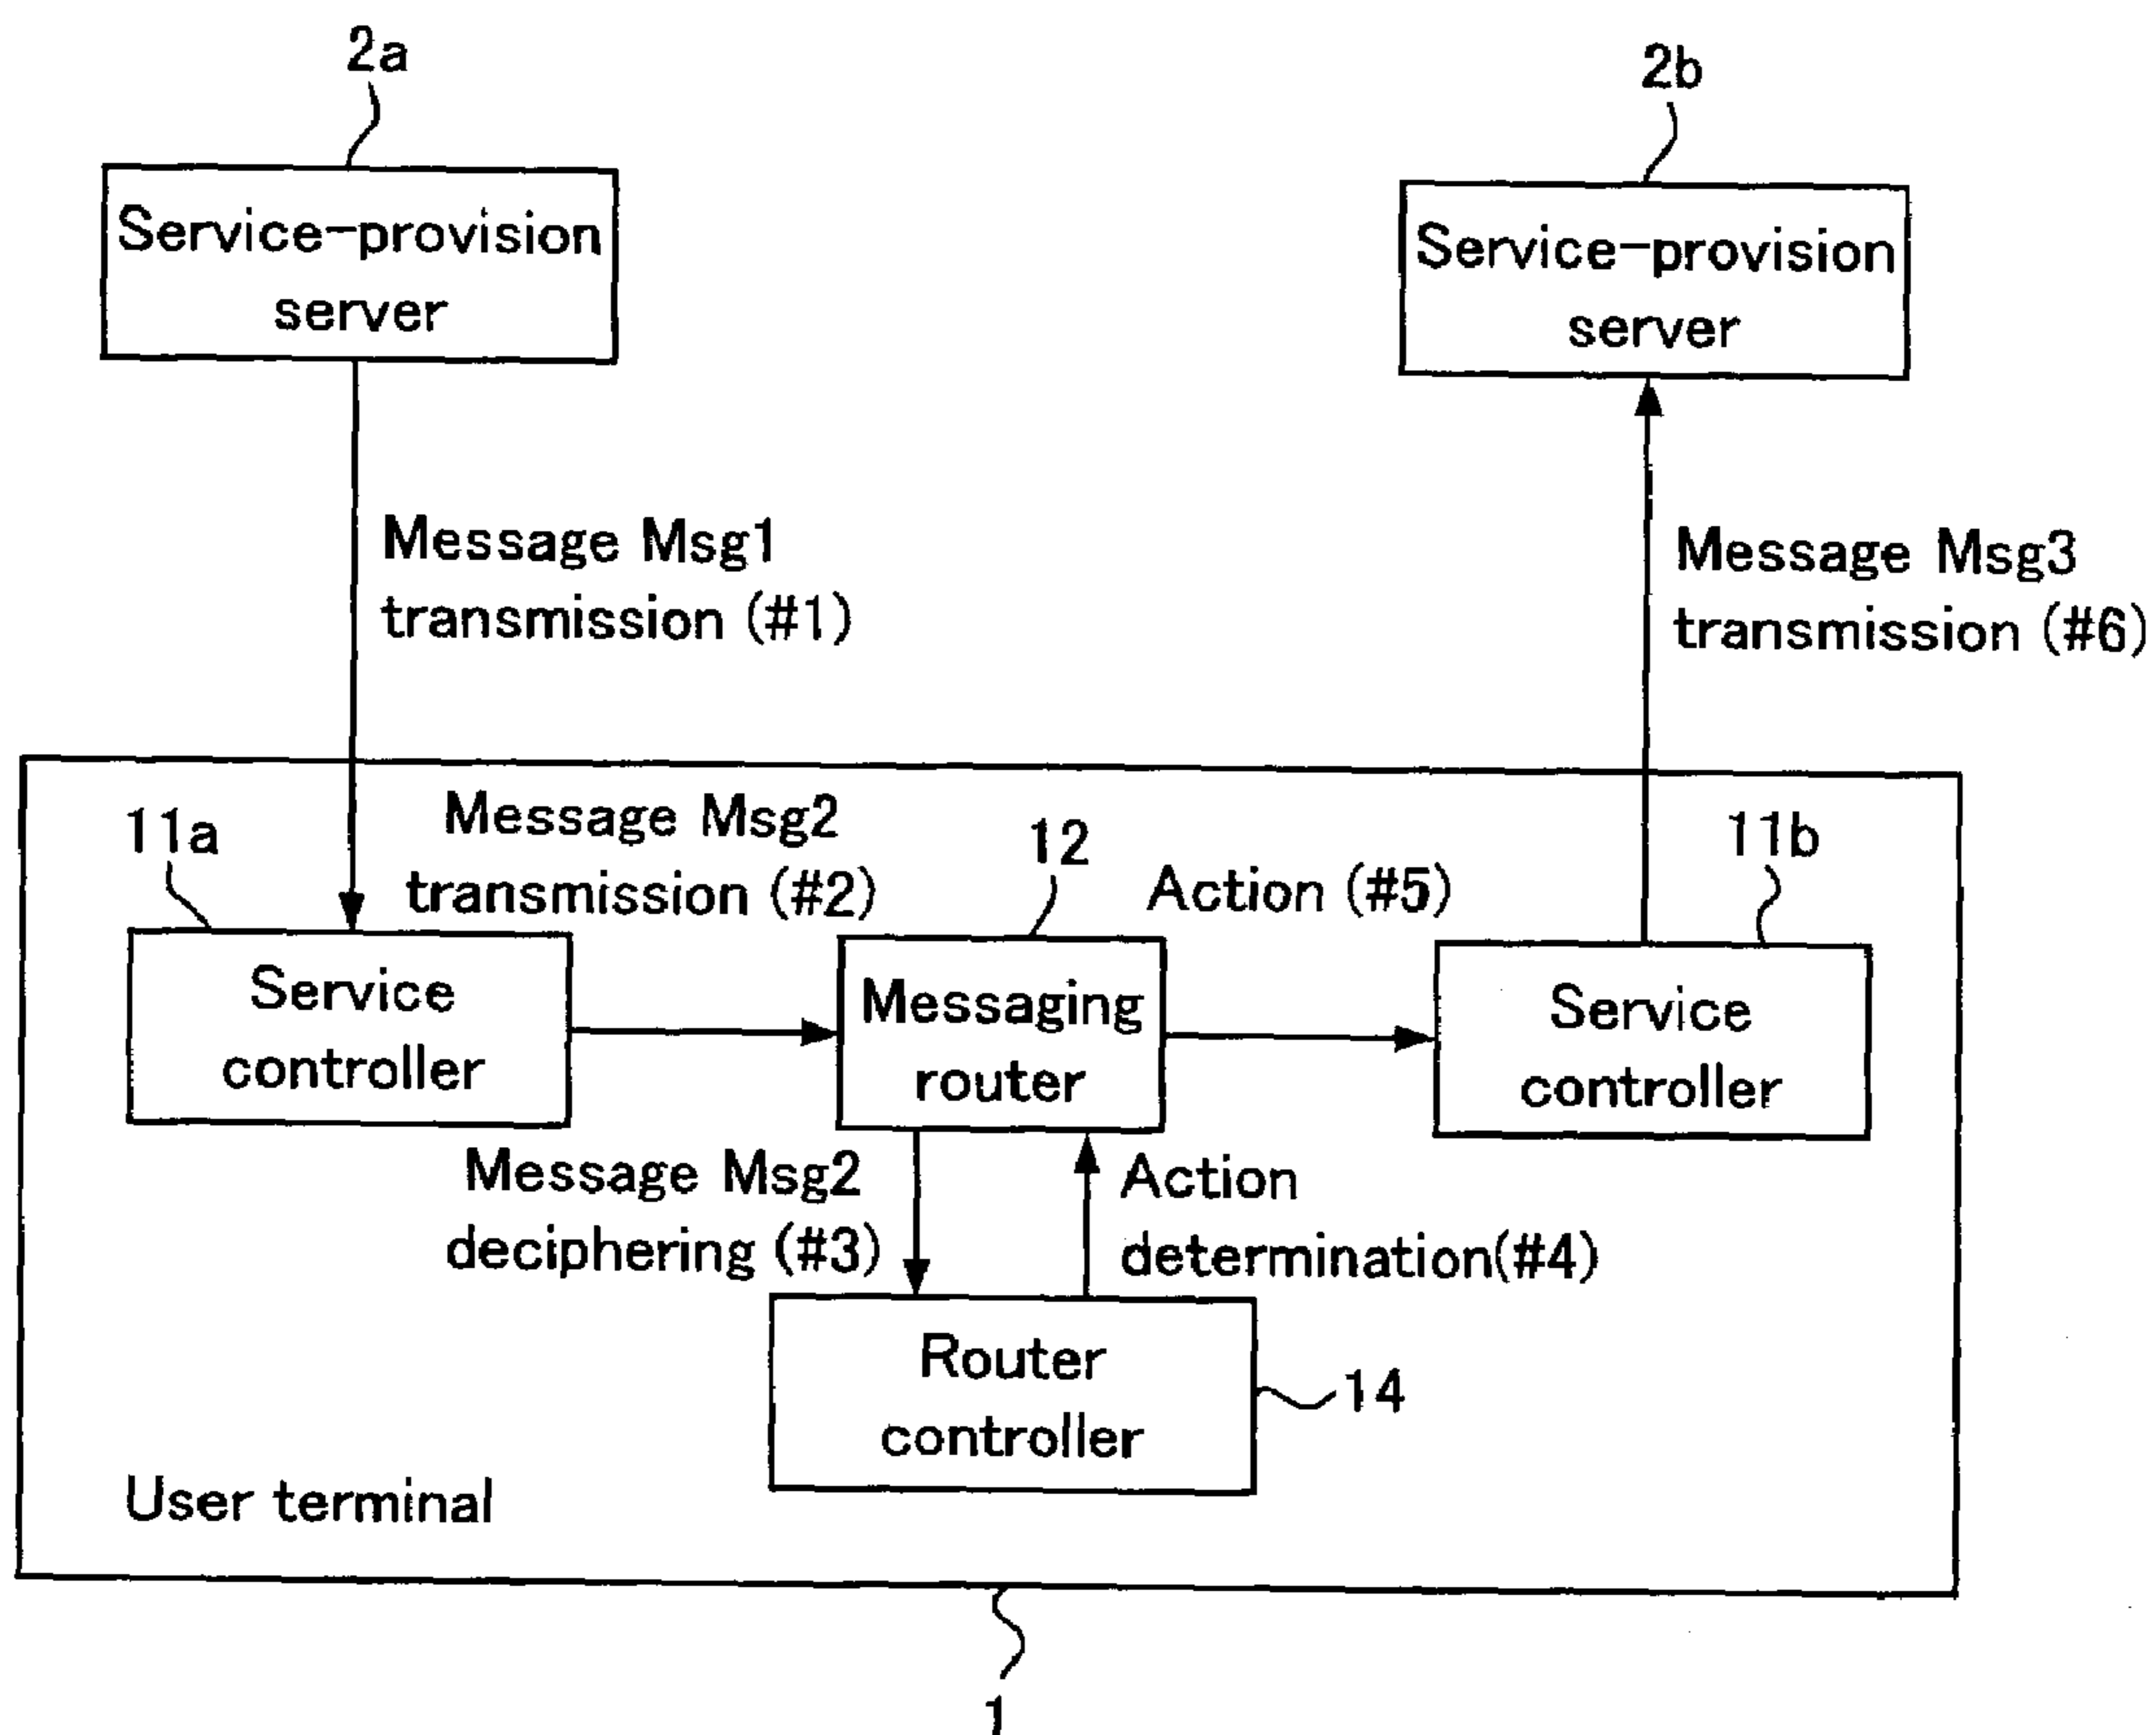 2a
2b
Service-provision
server
Service-provision
server
Message Msg1
transmission (#1)
Message Msg3
transmission (#6)
11a
Message Msg2
transmission (#2)
12
Action (#5)
11b
Service
controller
Messaging
router
Service
controller
Message Msg2
deciphering (#3)
Action
determination(#4)
Router
controller
14
User terminal
1